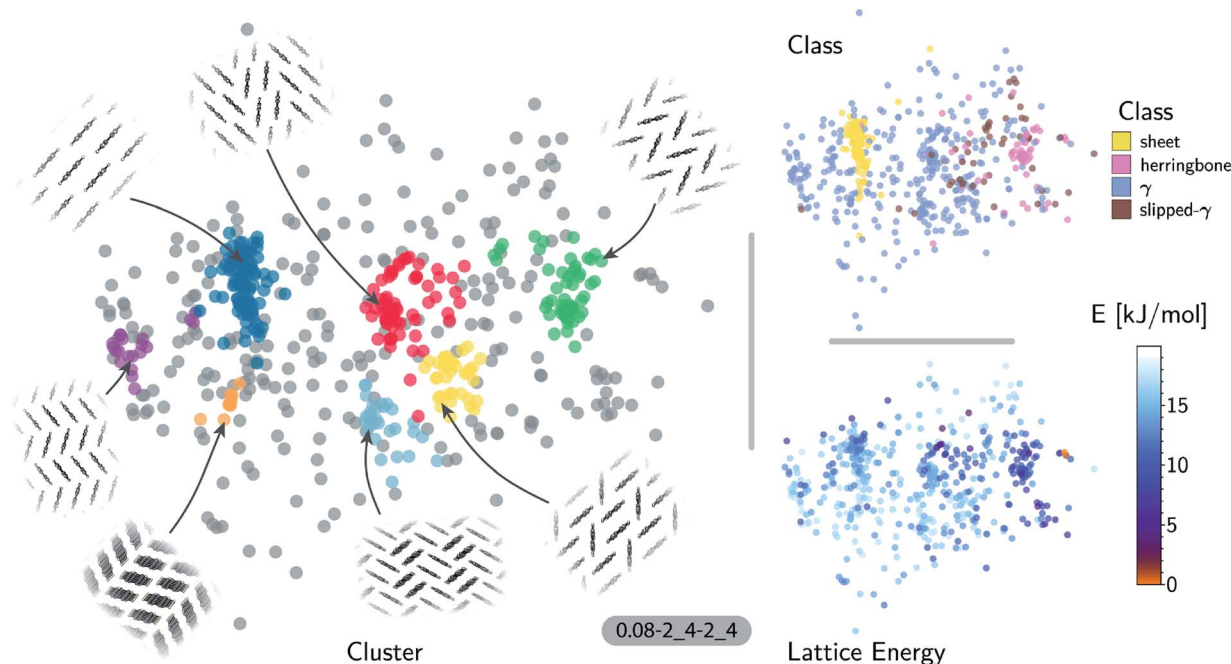 Class
Class
sheet
herringbone
γ
slipped-γ
E [kJ/mol]
15
10
5
0
0.08-2_4-2_4
Cluster
Lattice Energy